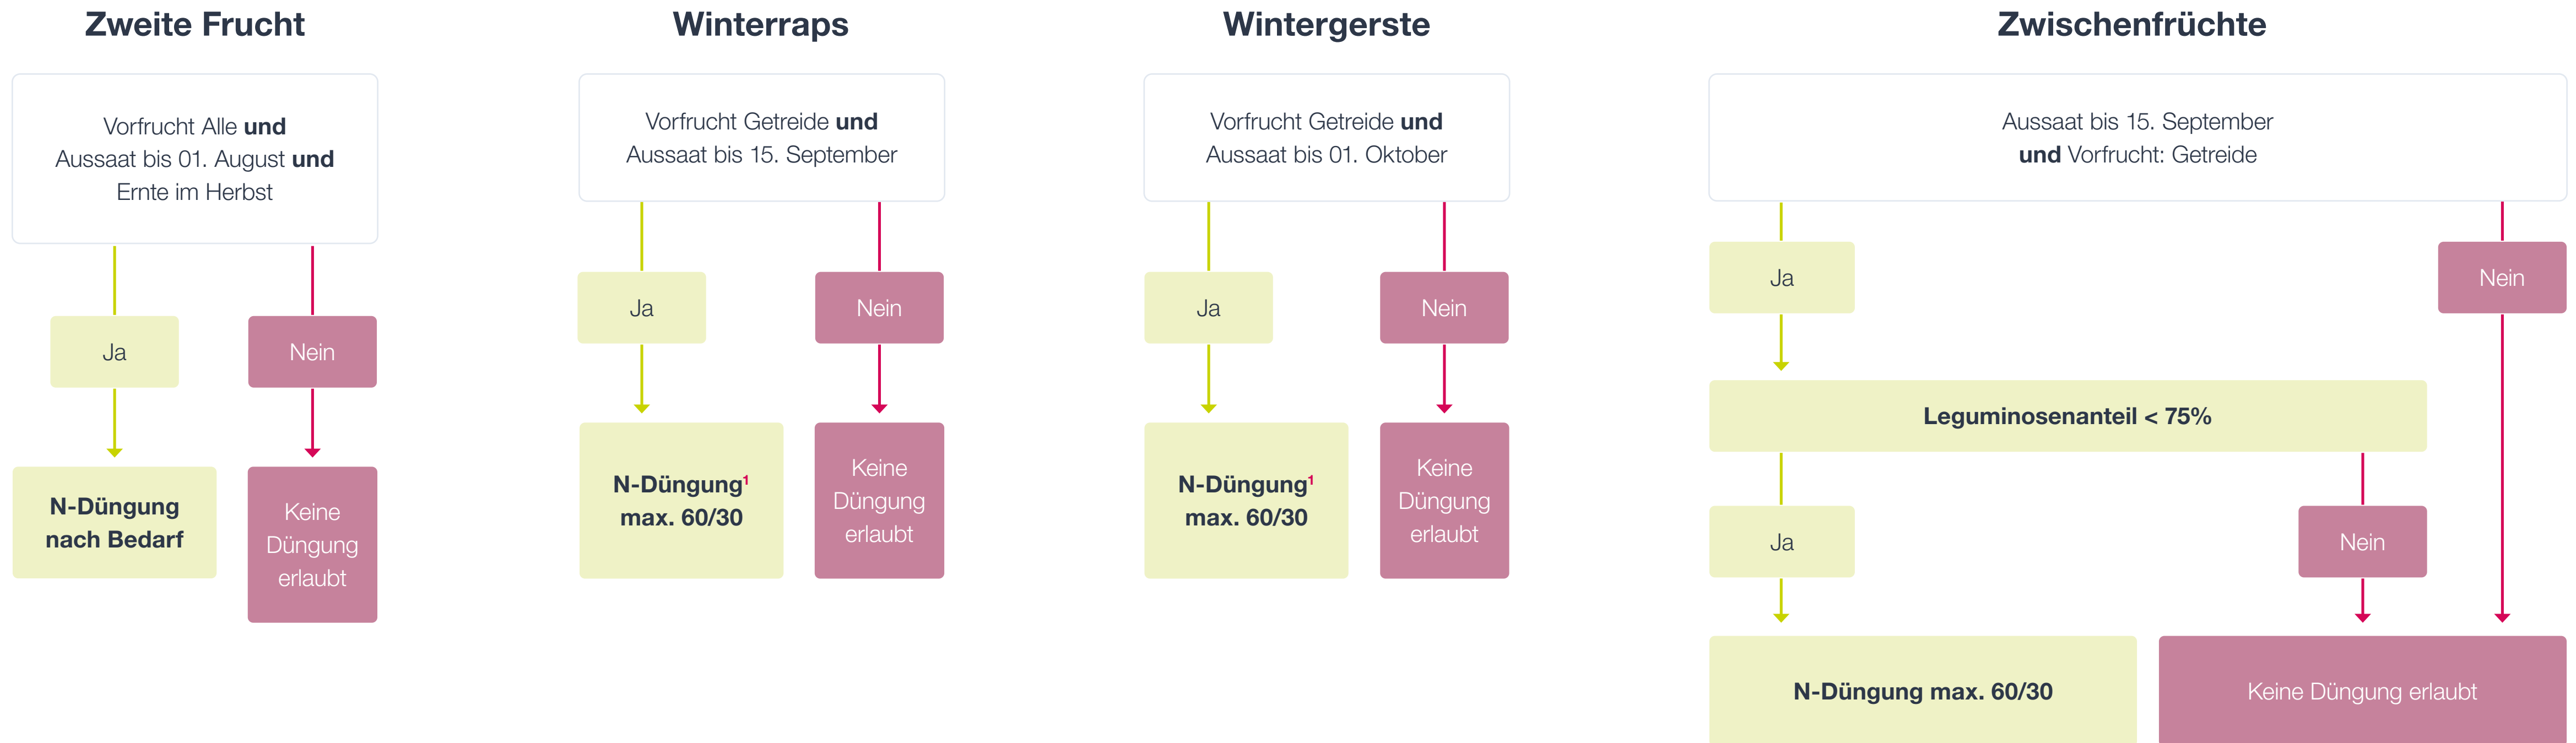 Zweite Frucht
Vorfrucht Alle und
Aussaat bis 01. August und
Ernte im Herbst
Ja
Nein
N-Düngung
nach Bedarf
Keine
Düngung
erlaubt
Winterraps
Vorfrucht Getreide und
Aussaat bis 15. September
Ja
Nein
N-Düngung¹
max. 60/30
Keine
Düngung
erlaubt
Wintergerste
Vorfrucht Getreide und
Aussaat bis 01. Oktober
Ja
Nein
N-Düngung¹
max. 60/30
Keine
Düngung
erlaubt
Zwischenfrüchte
Aussaat bis 15. September
und Vorfrucht: Getreide
Ja
Nein
Leguminosenanteil < 75%
Ja
Nein
N-Düngung max. 60/30
Keine Düngung erlaubt